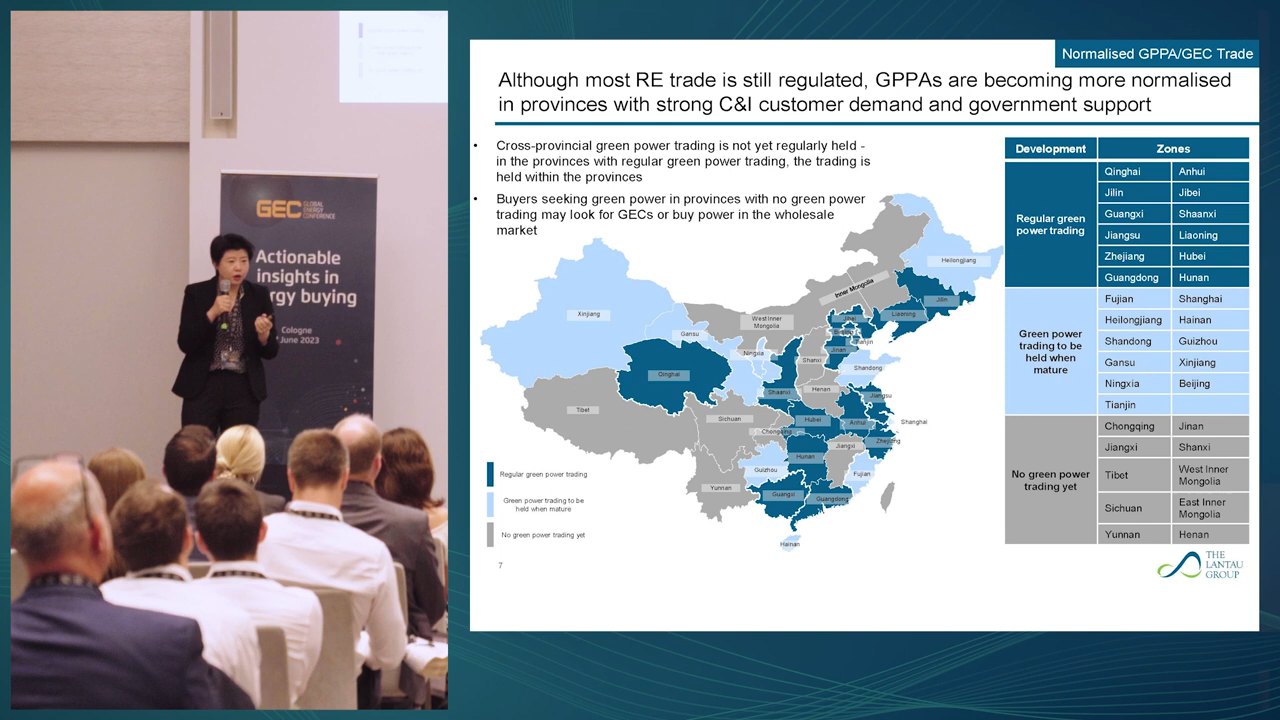 GEC GLOBAL
ENERGY
CONFERENCE
Actionable
insights in
rgy buying
Cologne
June 2023
Normalised GPPA/GEC Trade
Although most RE trade is still regulated, GPPAs are becoming more normalised
in provinces with strong C&I customer demand and government support
• Cross-provincial green power trading is not yet regularly held -
in the provinces with regular green power trading, the trading is
held within the provinces
• Buyers seeking green power in provinces with no green power
trading may look for GECs or buy power in the wholesale
market
Heilongjiang
Inner Mongolia
Jilin
Xinjiang
West Inner
Mongolia
Jibei
Liaoning
Gansu
Beijing
Tianjin
Ningxia
Jinan
Shanxi
Shandong
Qinghai
Shaanxi
Henan
Jiangsu
Tibet
Sichuan
Hubei
Anhui
Shanghai
Chongqing
Zhejiang
Jiangxi
Hunan
Guizhou
Fujian
Yunnan
Guangxi
Guangdong
Hainan
Regular green power trading
Green power trading to be
held when mature
No green power trading yet
7
Development Zones
Regular green
power trading
Qinghai Anhui
Jilin Jibei
Guangxi Shaanxi
Jiangsu Liaoning
Zhejiang Hubei
Guangdong Hunan
Green power
trading to be
held when
mature
Fujian Shanghai
Heilongjiang Hainan
Shandong Guizhou
Gansu Xinjiang
Ningxia Beijing
Tianjin
No green power
trading yet
Chongqing Jinan
Jiangxi Shanxi
Tibet West Inner
Mongolia
Sichuan East Inner
Mongolia
Yunnan Henan
THE
LANTAU
GROUP